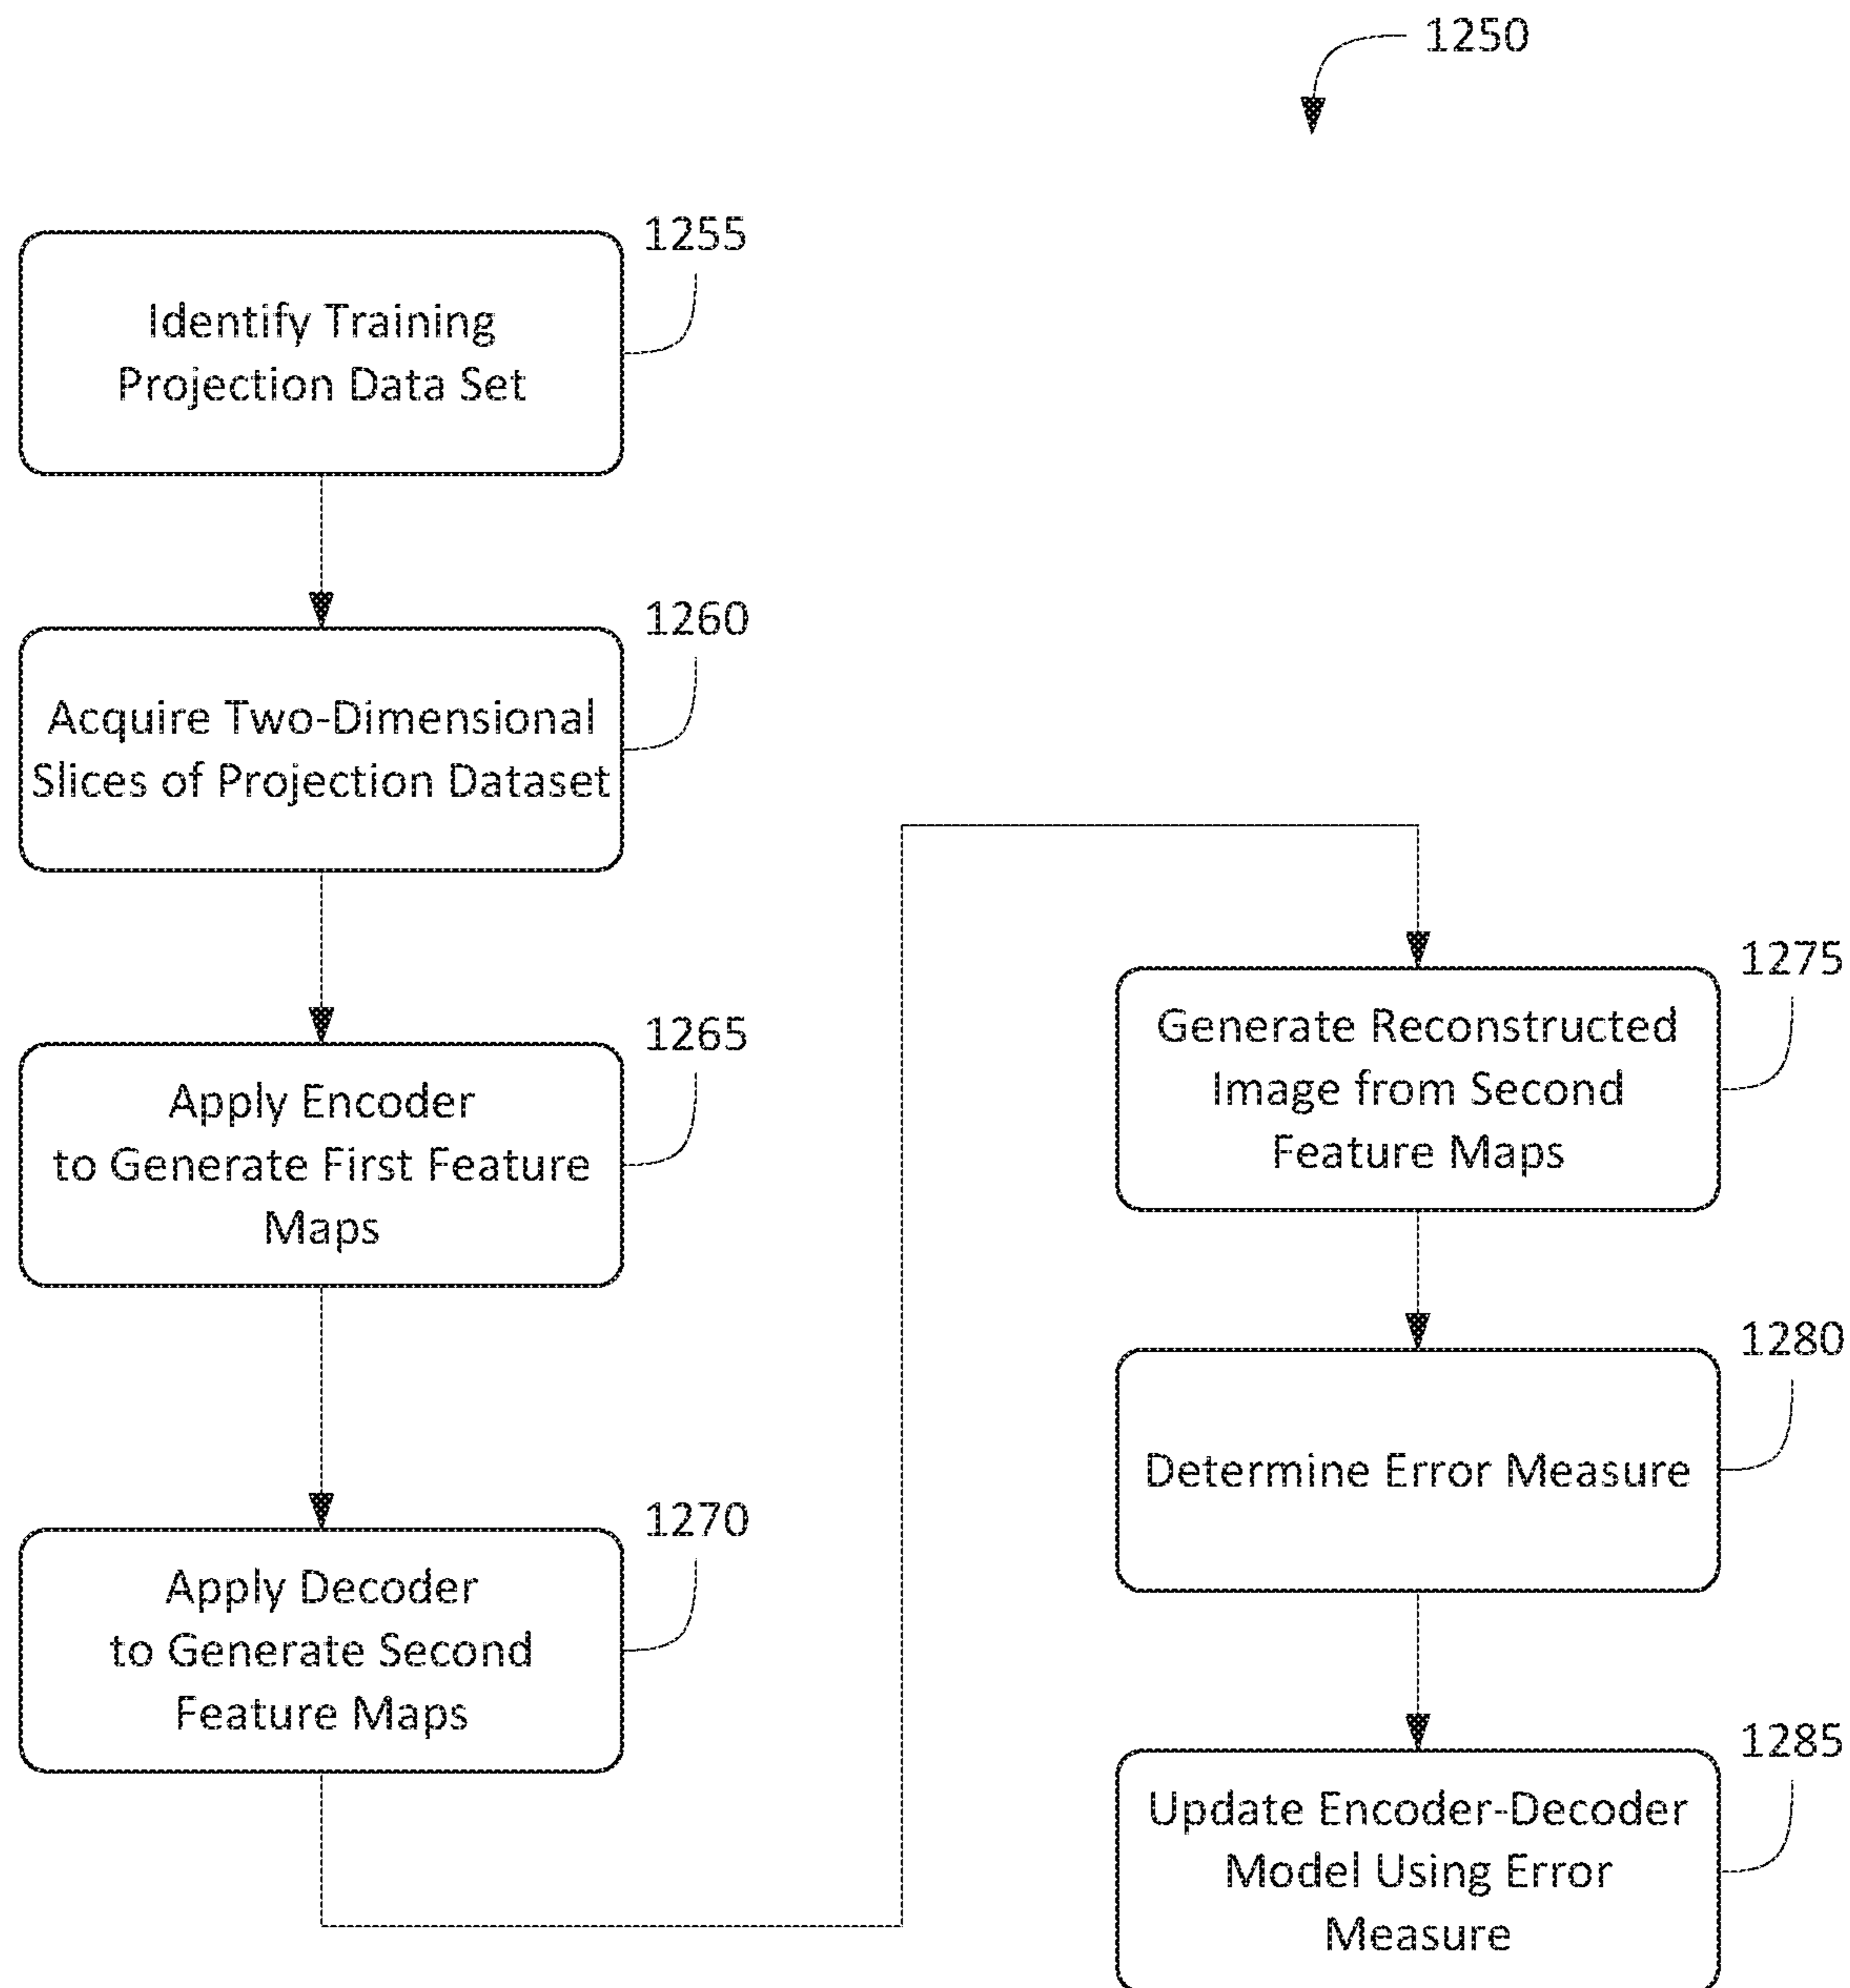 1250
1255
Identify Training
Projection Data Set
1260
Acquire Two-Dimensional
Slices of Projection Dataset
1265
Apply Encoder
to Generate First Feature
Maps
1270
Apply Decoder
to Generate Second
Feature Maps
1275
Generate Reconstructed
Image from Second
Feature Maps
1280
Determine Error Measure
1285
Update Encoder-Decoder
Model Using Error
Measure